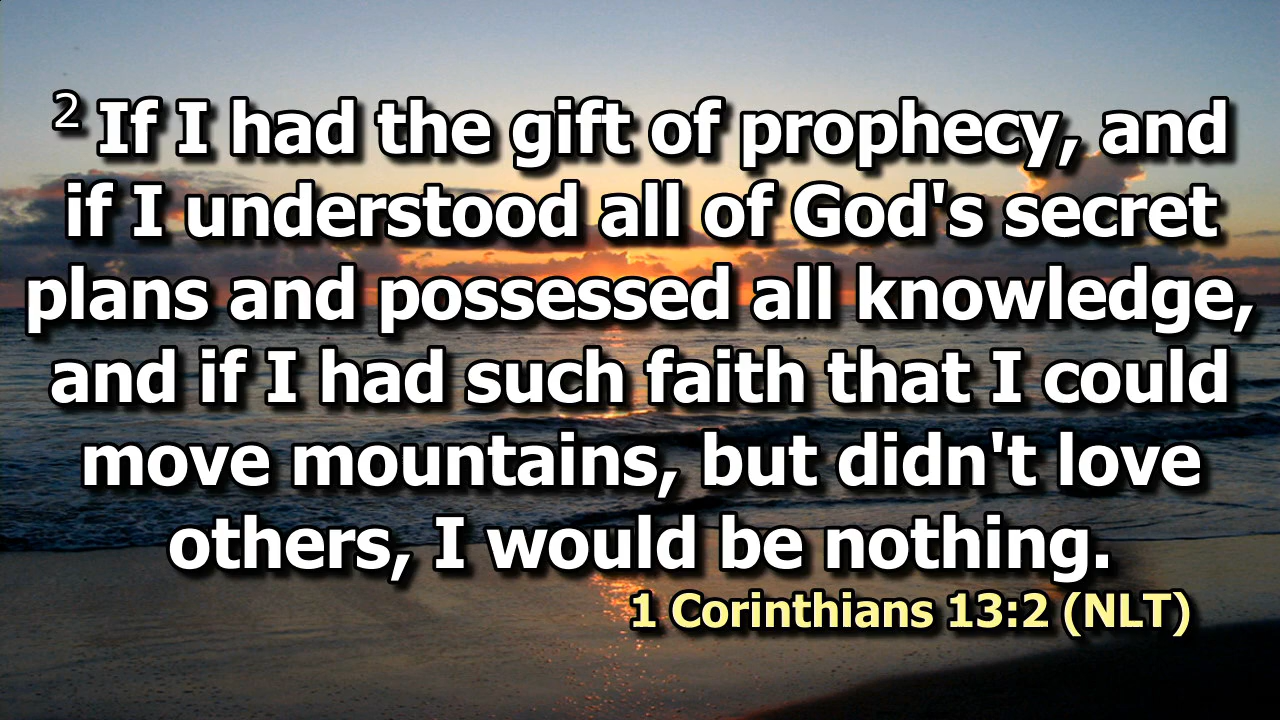 2 If I had the gift of prophecy, and
if I understood all of God's secret
plans and possessed all knowledge,
and if I had such faith that I could
move mountains, but didn't love
others, I would be nothing.
1 Corinthians 13:2 (NLT)